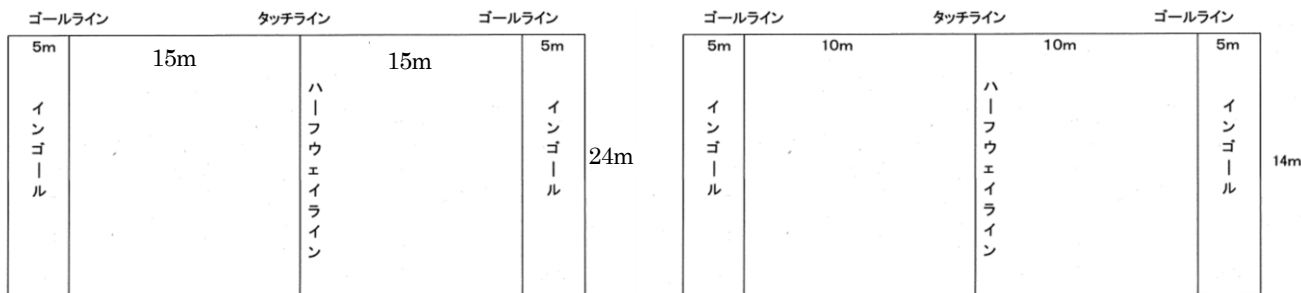 ゴールライン タッチライン ゴールライン
5m 15m 15m 5m
インゴール
ハーフウェイライン
インゴール
24m
ゴールライン タッチライン ゴールライン
5m 10m 10m 5m
インゴール
ハーフウェイライン
インゴール
14m